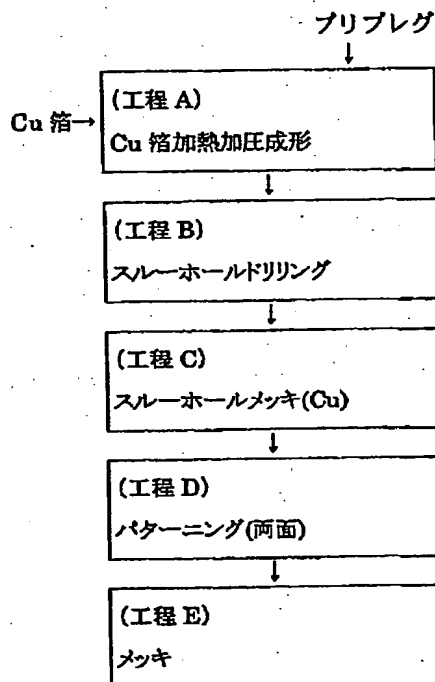 プリプレグ
↓
Cu 箔→
(工程 A)
Cu 箔加熱加圧成形
↓
(工程 B)
スルーホールドリリング
↓
(工程 C)
スルーホールメッキ(Cu)
↓
(工程 D)
パターニング(両面)
↓
(工程 E)
メッキ